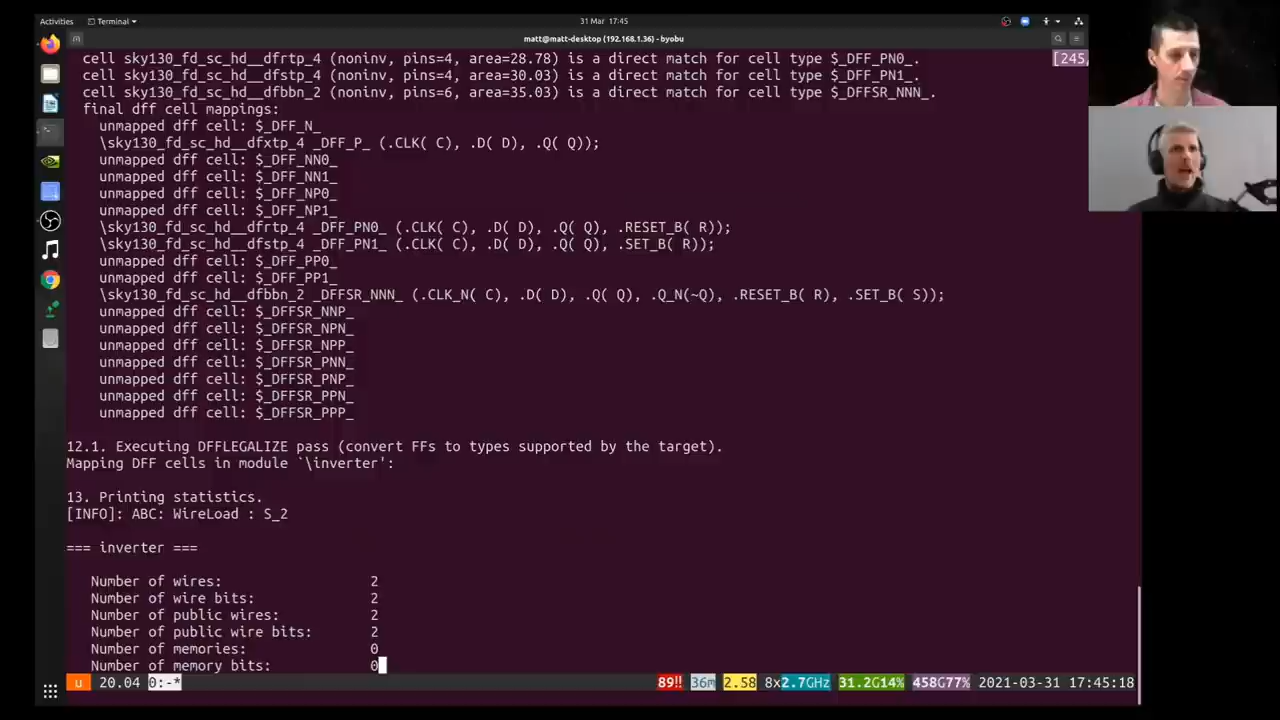 Activities
Terminal
31 Mar 17:45
matt@matt-desktop (192.168.1.36) - byobu
cell sky130_fd_sc_hd__dfrtp_4 (noninv, pins=4, area=28.78) is a direct match for cell type $_DFF_PN0_.
[245/
cell sky130_fd_sc_hd__dfstp_4 (noninv, pins=4, area=30.03) is a direct match for cell type $_DFF_PN1_.
cell sky130_fd_sc_hd__dfbbn_2 (noninv, pins=6, area=35.03) is a direct match for cell type $_DFFSR_NNN_.
final dff cell mappings:
unmapped dff cell: $_DFF_N_
\sky130_fd_sc_hd__dfxtp_4 _DFF_P_ (.CLK( C), .D( D), .Q( Q));
unmapped dff cell: $_DFF_NN0_
unmapped dff cell: $_DFF_NN1_
unmapped dff cell: $_DFF_NP0_
unmapped dff cell: $_DFF_NP1_
\sky130_fd_sc_hd__dfrtp_4 _DFF_PN0_ (.CLK( C), .D( D), .Q( Q), .RESET_B( R));
\sky130_fd_sc_hd__dfstp_4 _DFF_PN1_ (.CLK( C), .D( D), .Q( Q), .SET_B( R));
unmapped dff cell: $_DFF_PP0_
unmapped dff cell: $_DFF_PP1_
\sky130_fd_sc_hd__dfbbn_2 _DFFSR_NNN_ (.CLK_N( C), .D( D), .Q( Q), .Q_N(~Q), .RESET_B( R), .SET_B( S));
unmapped dff cell: $_DFFSR_NNP_
unmapped dff cell: $_DFFSR_NPN_
unmapped dff cell: $_DFFSR_NPP_
unmapped dff cell: $_DFFSR_PNN_
unmapped dff cell: $_DFFSR_PNP_
unmapped dff cell: $_DFFSR_PPN_
unmapped dff cell: $_DFFSR_PPP_
12.1. Executing DFFLEGALIZE pass (convert FFs to types supported by the target).
Mapping DFF cells in module `\inverter':
13. Printing statistics.
[INFO]: ABC: WireLoad : S_2
=== inverter ===
Number of wires: 2
Number of wire bits: 2
Number of public wires: 2
Number of public wire bits: 2
Number of memories: 0
Number of memory bits: 0
u 20.04 0:-* 89!! 36m 2.58 8x2.7GHz 31.2G14% 458G77% 2021-03-31 17:45:18